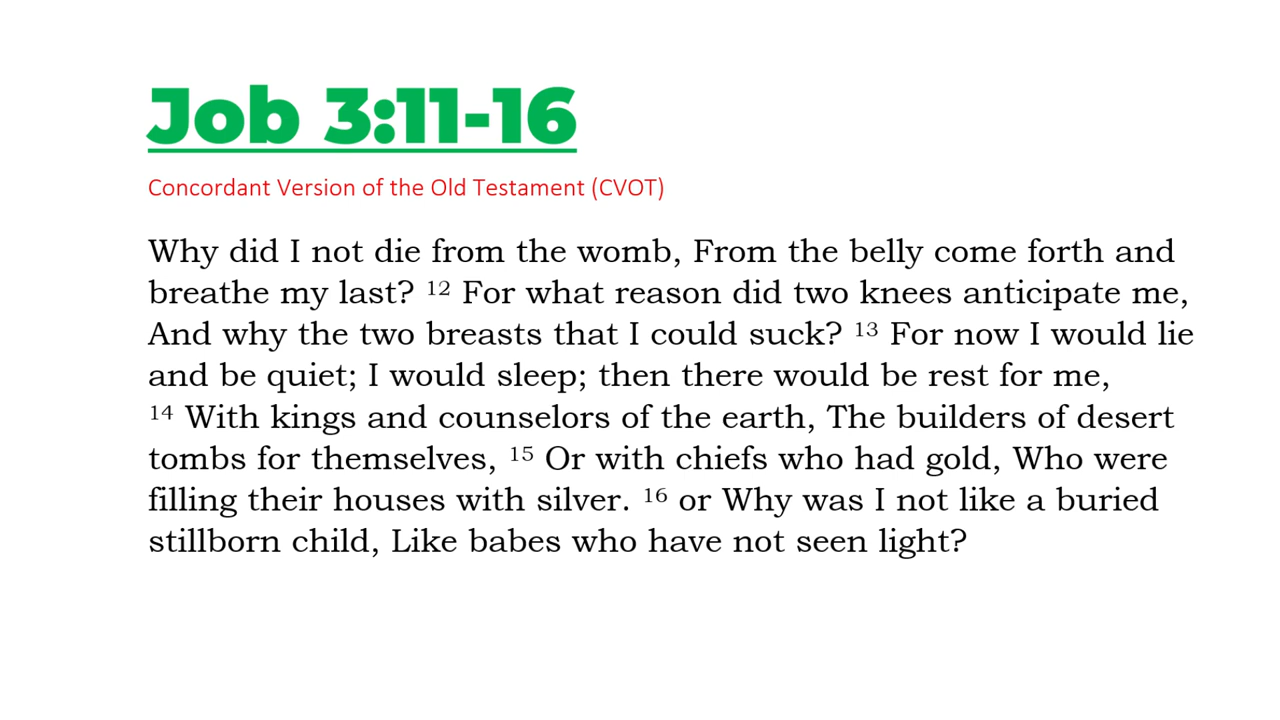 Job 3:11-16
Concordant Version of the Old Testament (CVOT)
Why did I not die from the womb, From the belly come forth and
breathe my last? 12 For what reason did two knees anticipate me,
And why the two breasts that I could suck? 13 For now I would lie
and be quiet; I would sleep; then there would be rest for me,
14 With kings and counselors of the earth, The builders of desert
tombs for themselves, 15 Or with chiefs who had gold, Who were
filling their houses with silver. 16 or Why was I not like a buried
stillborn child, Like babes who have not seen light?